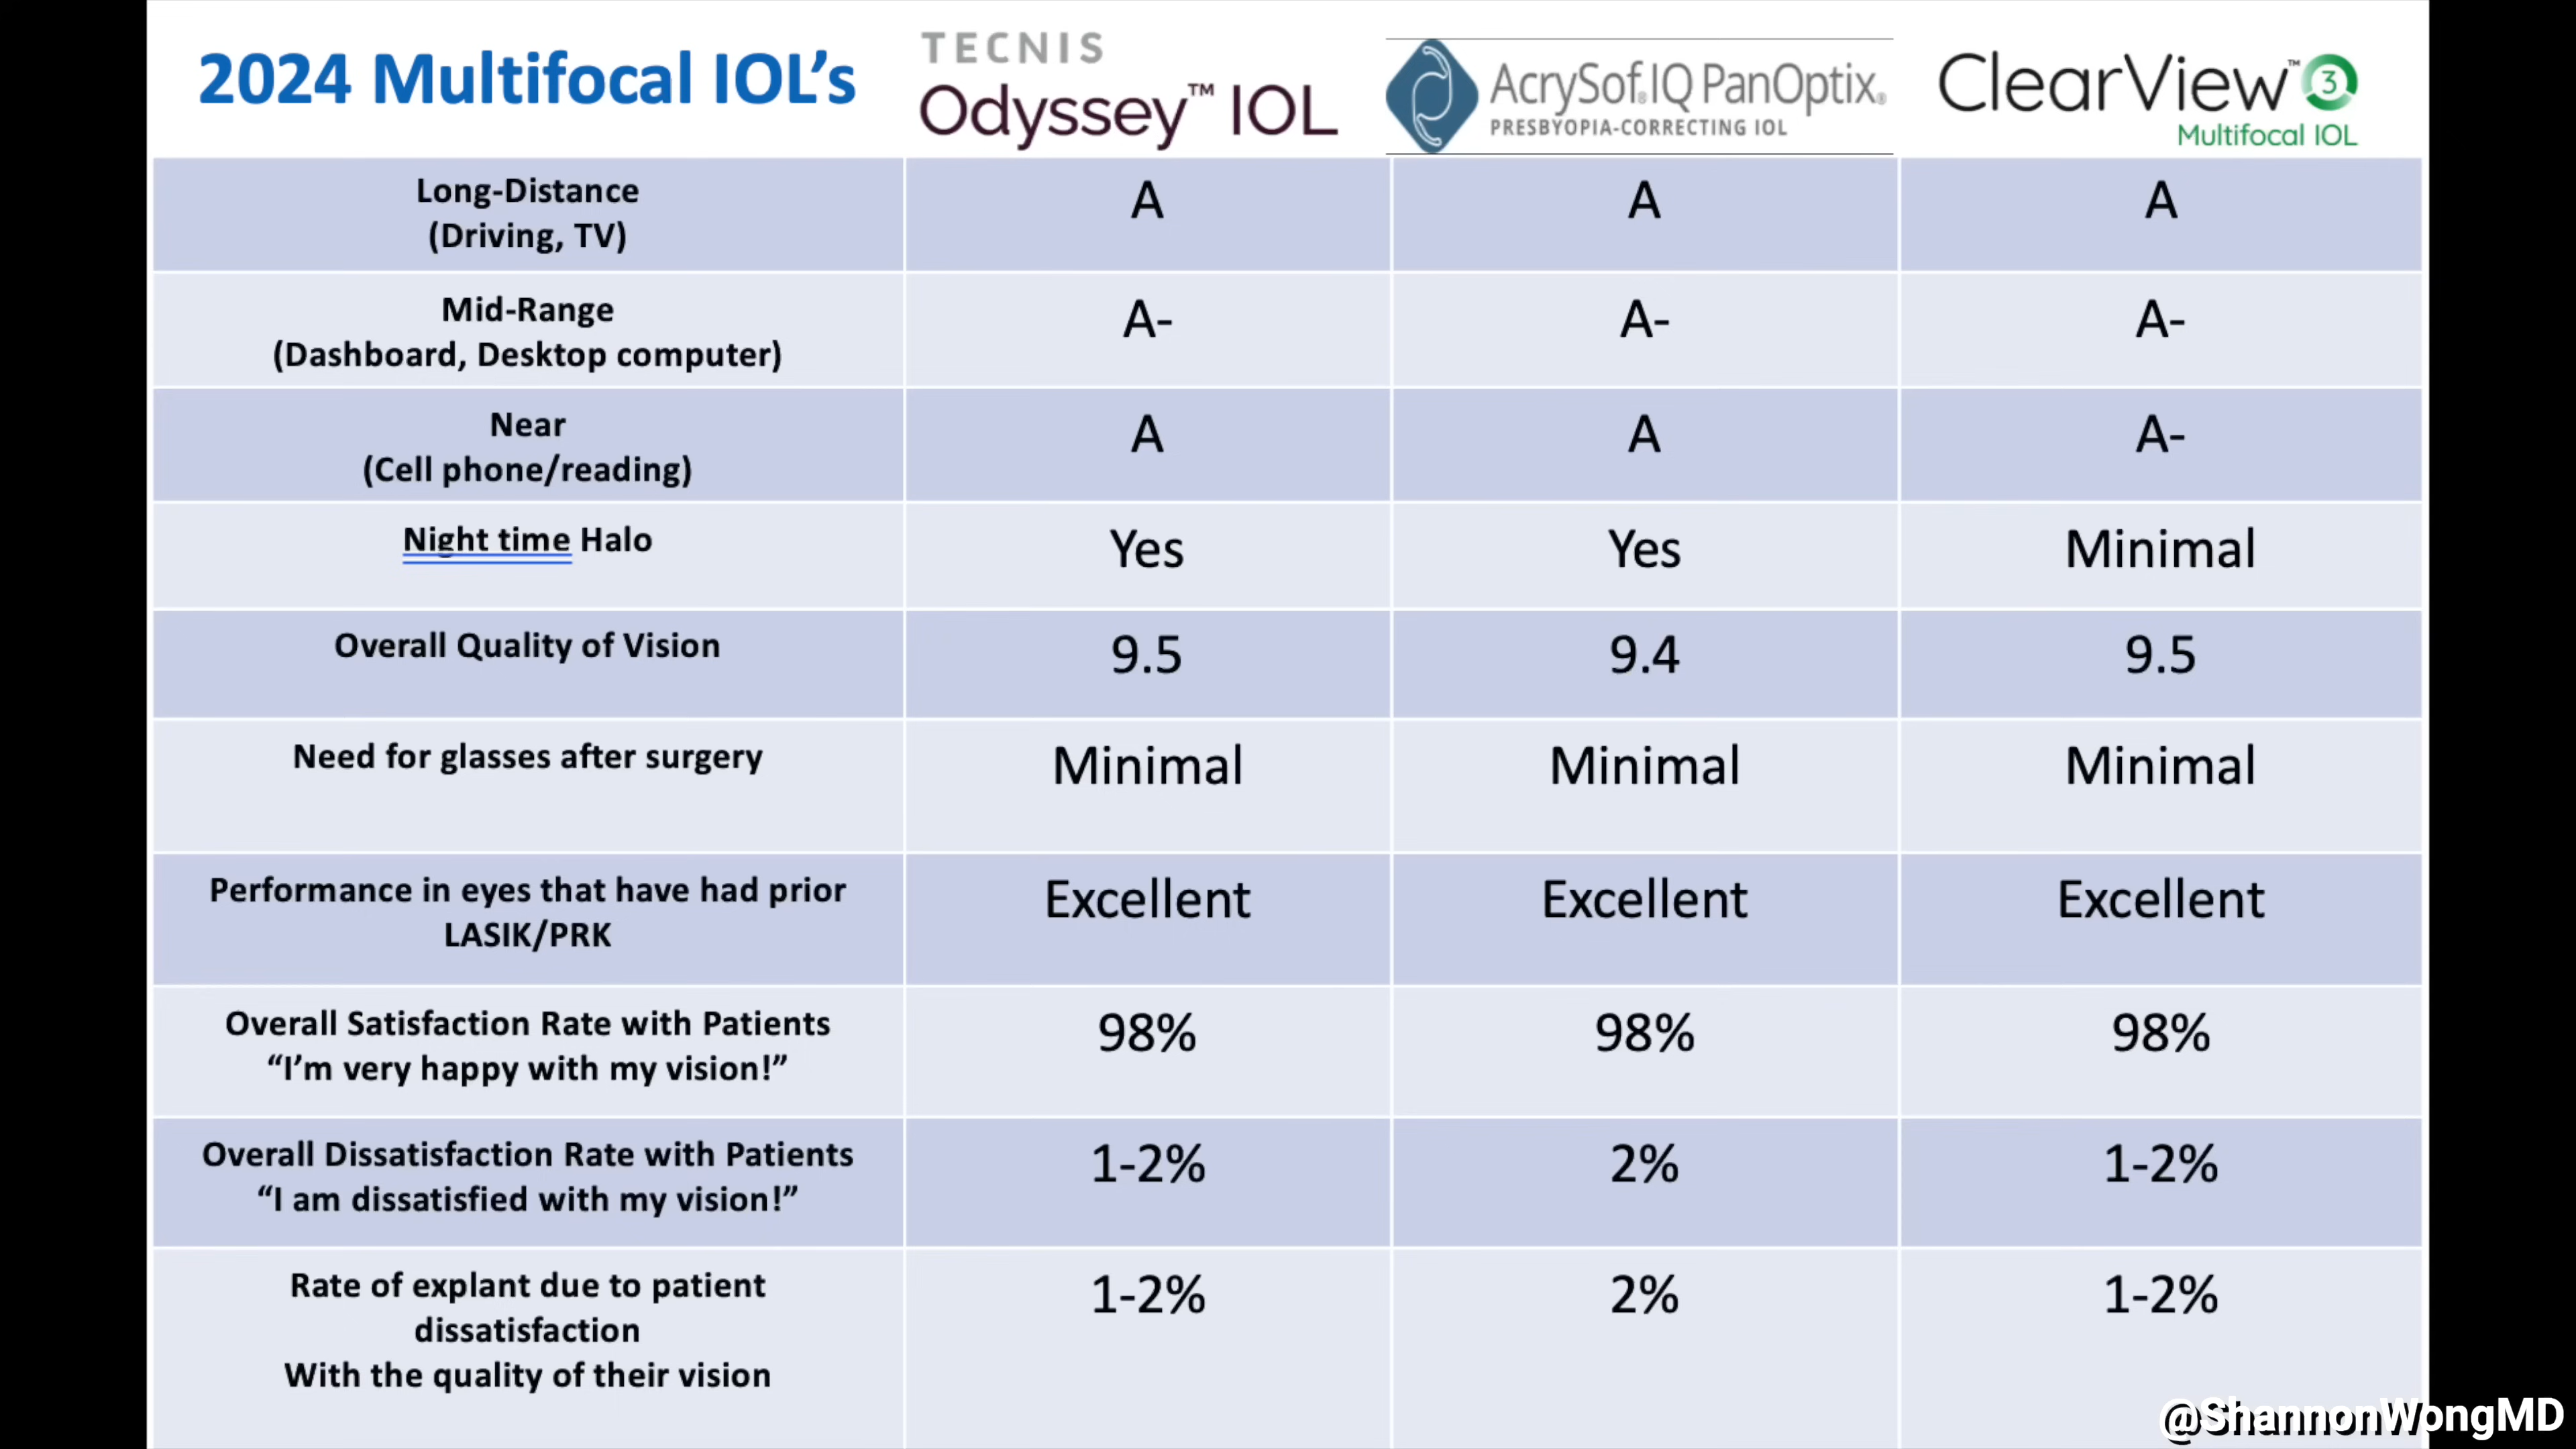 2024 Multifocal IOL's
TECNIS
Odyssey™ IOL
AcrySof® IQ PanOptix®
PRESBYOPIA-CORRECTING IOL
ClearView™ 3
Multifocal IOL
Long-Distance
(Driving, TV)
A
A
A
Mid-Range
(Dashboard, Desktop computer)
A-
A-
A-
Near
(Cell phone/reading)
A
A
A-
Night time Halo
Yes
Yes
Minimal
Overall Quality of Vision
9.5
9.4
9.5
Need for glasses after surgery
Minimal
Minimal
Minimal
Performance in eyes that have had prior
LASIK/PRK
Excellent
Excellent
Excellent
Overall Satisfaction Rate with Patients
“I’m very happy with my vision!”
98%
98%
98%
Overall Dissatisfaction Rate with Patients
“I am dissatisfied with my vision!”
1-2%
2%
1-2%
Rate of explant due to patient
dissatisfaction
With the quality of their vision
1-2%
2%
1-2%
@ShannonWongMD